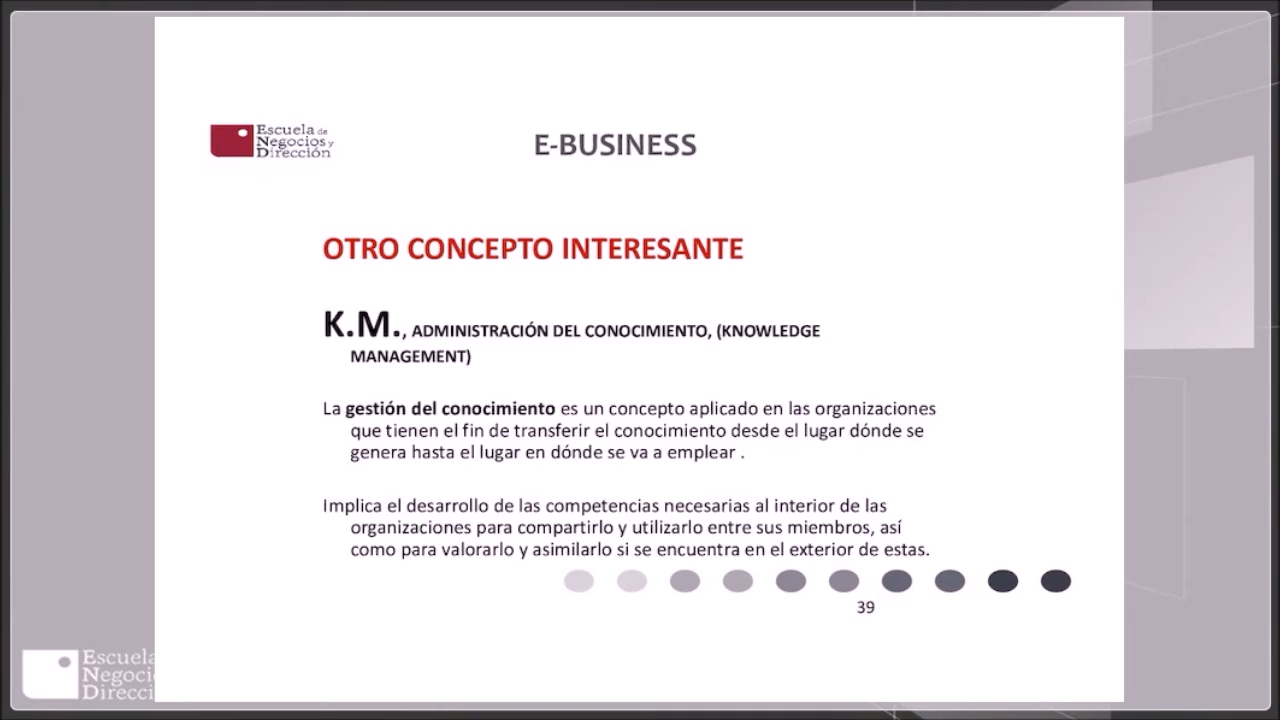 Escuela de
Negocios y
Dirección
E-BUSINESS
OTRO CONCEPTO INTERESANTE
K.M., ADMINISTRACIÓN DEL CONOCIMIENTO, (KNOWLEDGE
MANAGEMENT)
La gestión del conocimiento es un concepto aplicado en las organizaciones
que tienen el fin de transferir el conocimiento desde el lugar dónde se
genera hasta el lugar en dónde se va a emplear .
Implica el desarrollo de las competencias necesarias al interior de las
organizaciones para compartirlo y utilizarlo entre sus miembros, así
como para valorarlo y asimilarlo si se encuentra en el exterior de estas.
39
Escuela
Negoci
Direcci